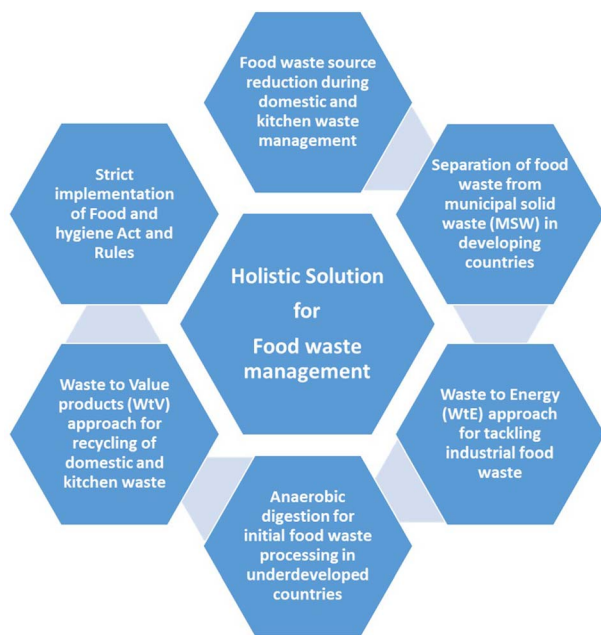 Food waste source
reduction during
domestic and
kitchen waste
management
Separation of food
waste from
municipal solid
waste (MSW) in
developing
countries
Waste to Energy
(WtE) approach
for tackling
industrial food
waste
Anaerobic
digestion for
initial food waste
processing in
underdeveloped
countries
Waste to Value
products (WtV)
approach for
recycling of
domestic and
kitchen waste
Strict
implementation
of Food and
hygiene Act and
Rules
Holistic Solution
for
Food waste
management